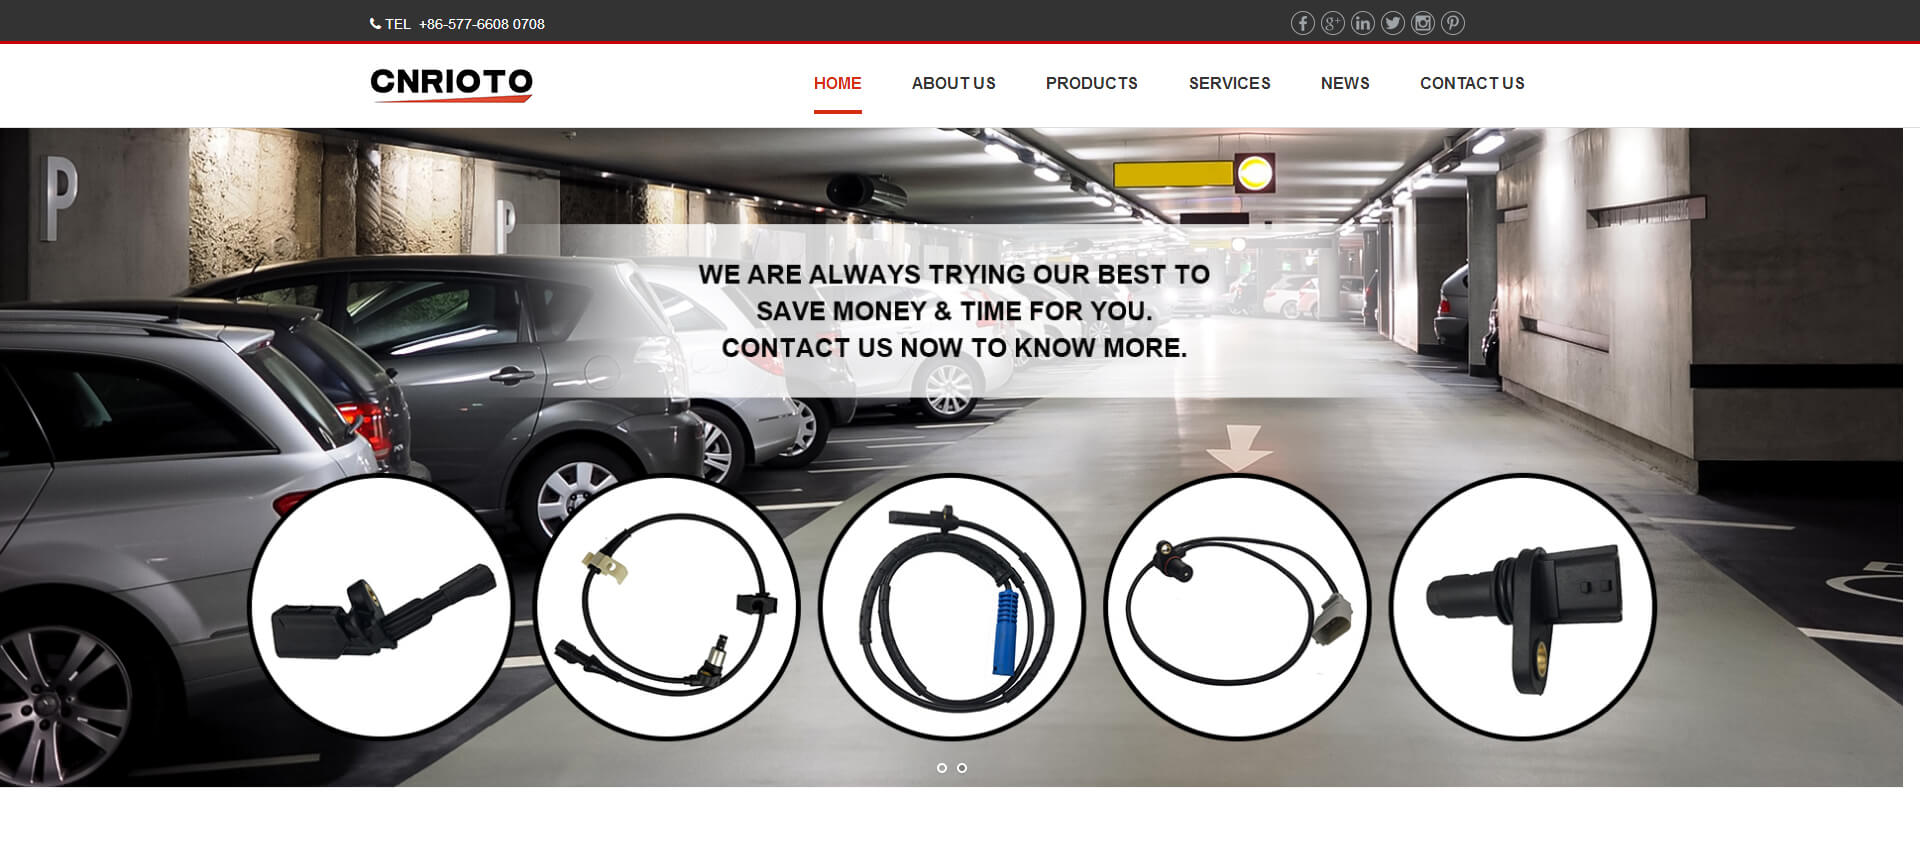 TEL +86-577-6608 0708
CNRIOTO
HOME ABOUT US PRODUCTS SERVICES NEWS CONTACT US
P
P
WE ARE ALWAYS TRYING OUR BEST TO
SAVE MONEY & TIME FOR YOU.
CONTACT US NOW TO KNOW MORE.